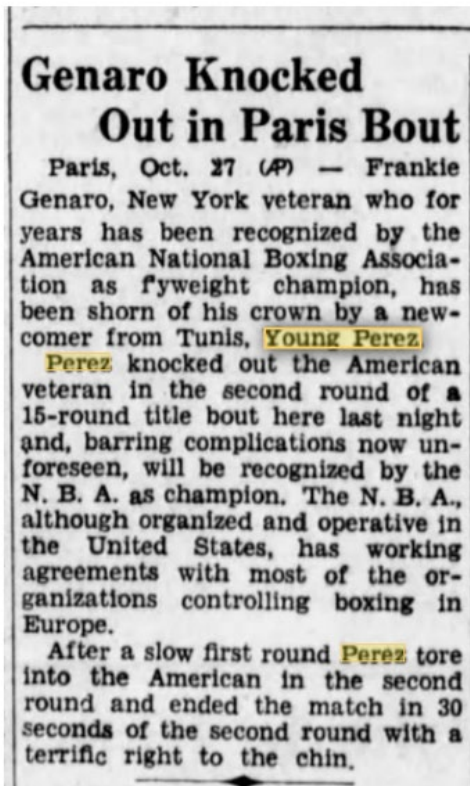 Genaro Knocked
Out in Paris Bout
Paris, Oct. 27 (AP) — Frankie
Genaro, New York veteran who for
years has been recognized by the
American National Boxing Associa-
tion as f'yweight champion, has
been shorn of his crown by a new-
comer from Tunis, Young Perez
Perez knocked out the American
veteran in the second round of a
15-round title bout here last night
and, barring complications now un-
foreseen, will be recognized by the
N. B. A. as champion. The N. B. A.,
although organized and operative in
the United States, has working
agreements with most of the or-
ganizations controlling boxing in
Europe.
After a slow first round Perez tore
into the American in the second
round and ended the match in 30
seconds of the second round with a
terrific right to the chin.